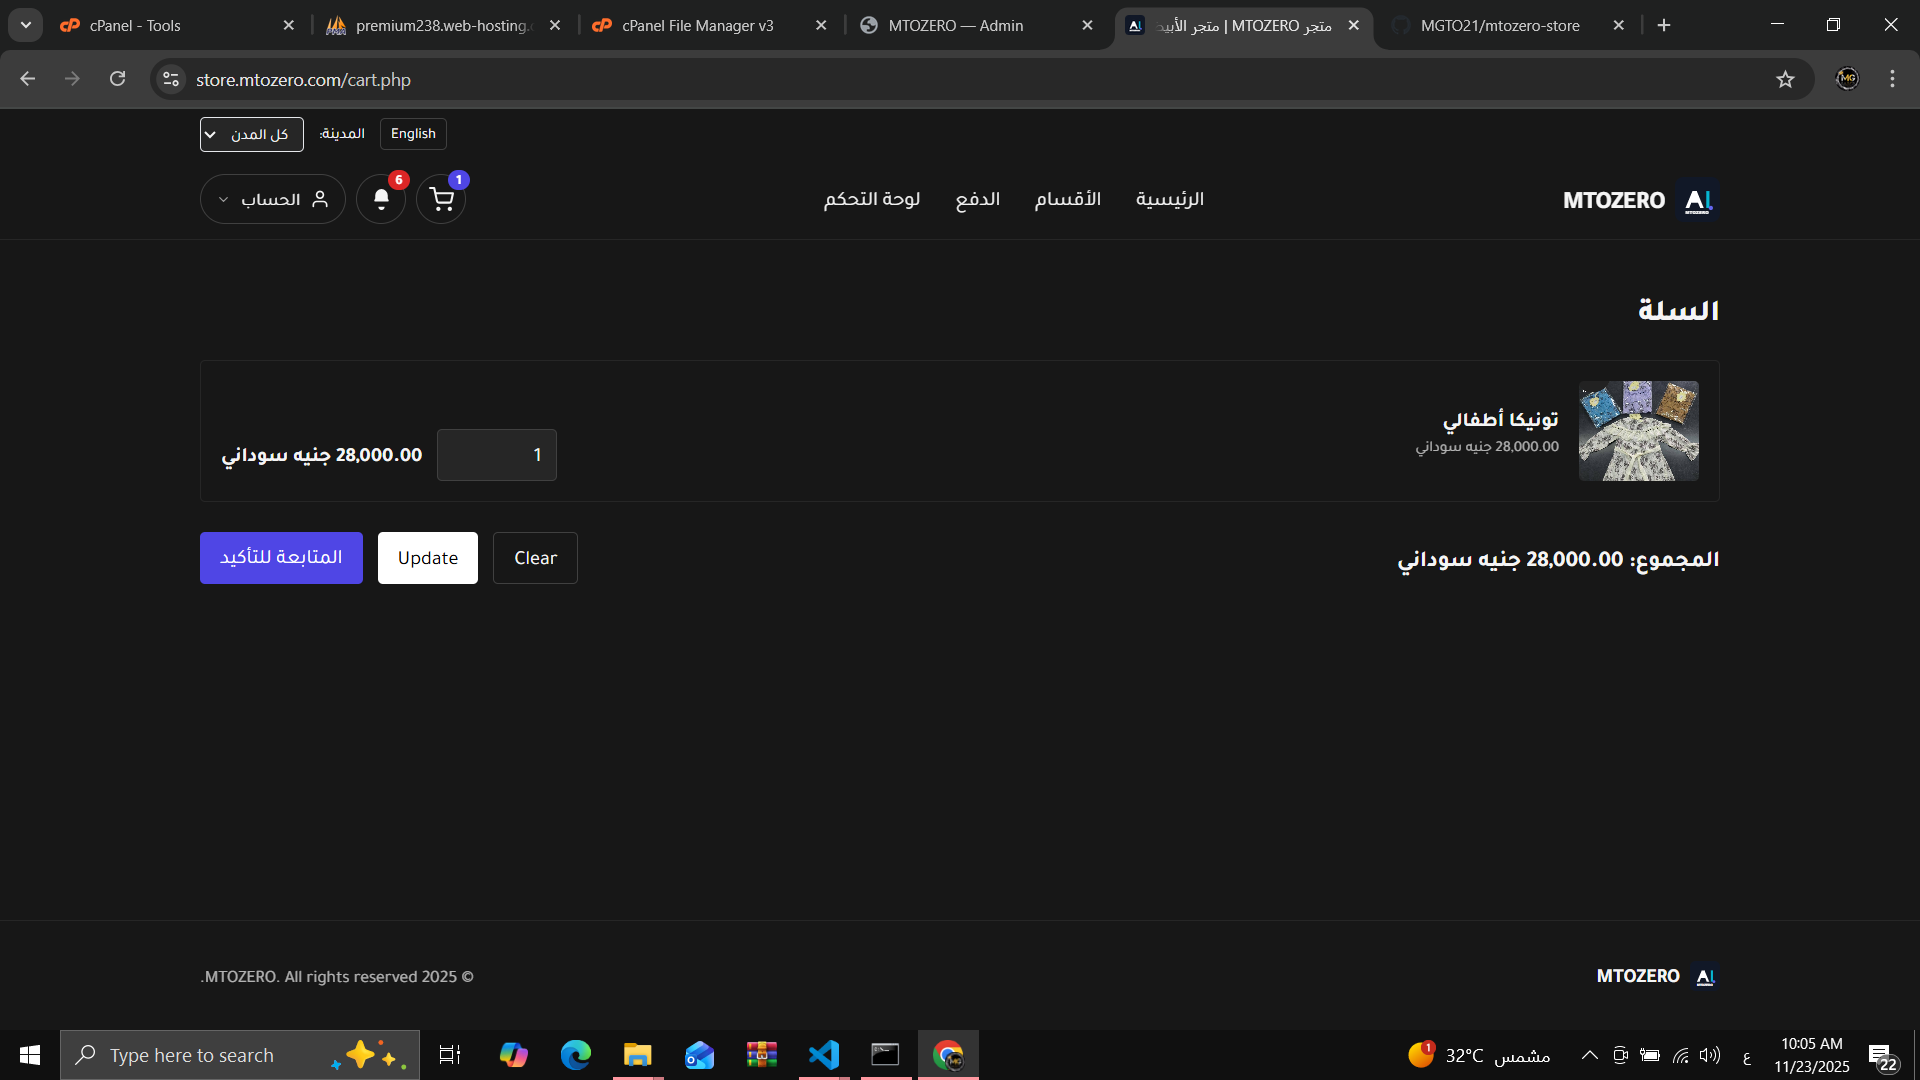 cPanel - Tools
premium238.web-hosting.
cPanel File Manager v3
MTOZERO — Admin
متجر MTOZERO | متجر الأبيض
MGTO21/mtozero-store
store.mtozero.com/cart.php
MG
English
المدينة:
كل المدن
MTOZERO
الرئيسية
الأقسام
الدفع
لوحة التحكم
1
6
الحساب
السلة
تونيكا أطفالي
28,000.00 جنيه سوداني
1
28,000.00 جنيه سوداني
المجموع: 28,000.00 جنيه سوداني
Clear
Update
المتابعة للتأكيد
MTOZERO
© 2025 MTOZERO. All rights reserved.
Type here to search
1
32°C مشمس
ع
10:05 AM
11/23/2025
22